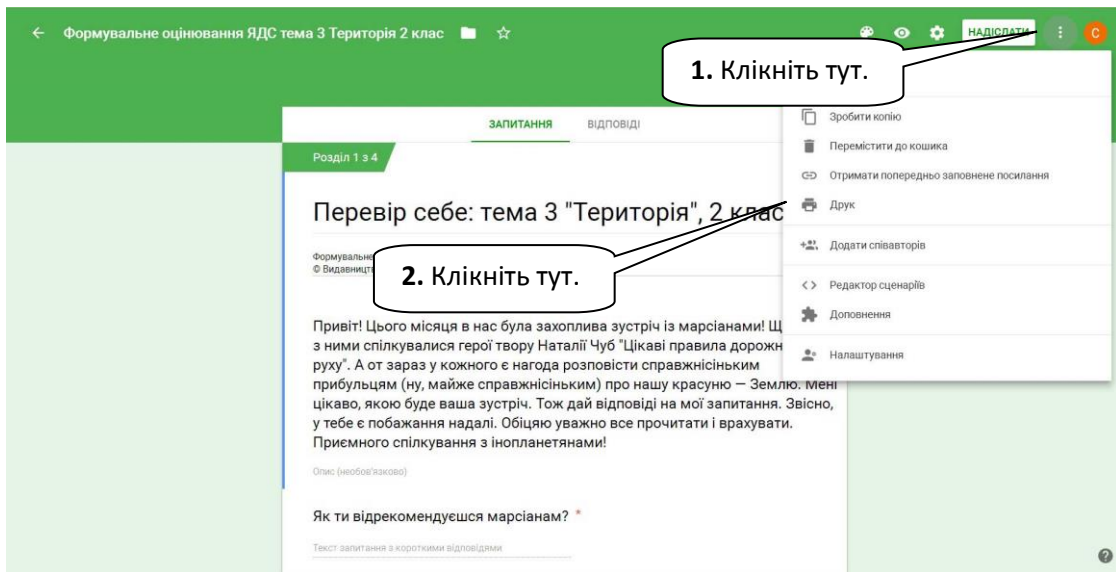 Формувальне оцінювання ЯДС тема 3 Територія 2 клас
НАДІСЛАТИ
С
1. Клікніть тут.
ЗАПИТАННЯ ВІДПОВІДІ
Розділ 1 з 4
Зробити копію
Перемістити до кошика
Отримати попередньо заповнене посилання
Друк
Додати співавторів
Редактор сценаріїв
Доповнення
Налаштування
Перевір себе: тема 3 "Територія", 2 клас
Формувальне
© Видавницт
2. Клікніть тут.
Привіт! Цього місяця в нас була захоплива зустріч із марсіанами! Щ
з ними спілкувалися герої твору Наталії Чуб "Цікаві правила дорожн
руху". А от зараз у кожного є нагода розповісти справжнісіньким
прибульцям (ну, майже справжнісіньким) про нашу красуню — Землю. Мені
цікаво, якою буде ваша зустріч. Тож дай відповіді на мої запитання. Звісно,
у тебе є побажання надалі. Обіцяю уважно все прочитати і врахувати.
Приємного спілкування з інопланетянами!
Опис (необов'язково)
Як ти відрекомендуєшся марсіанам? *
Текст запитання з короткими відповідями